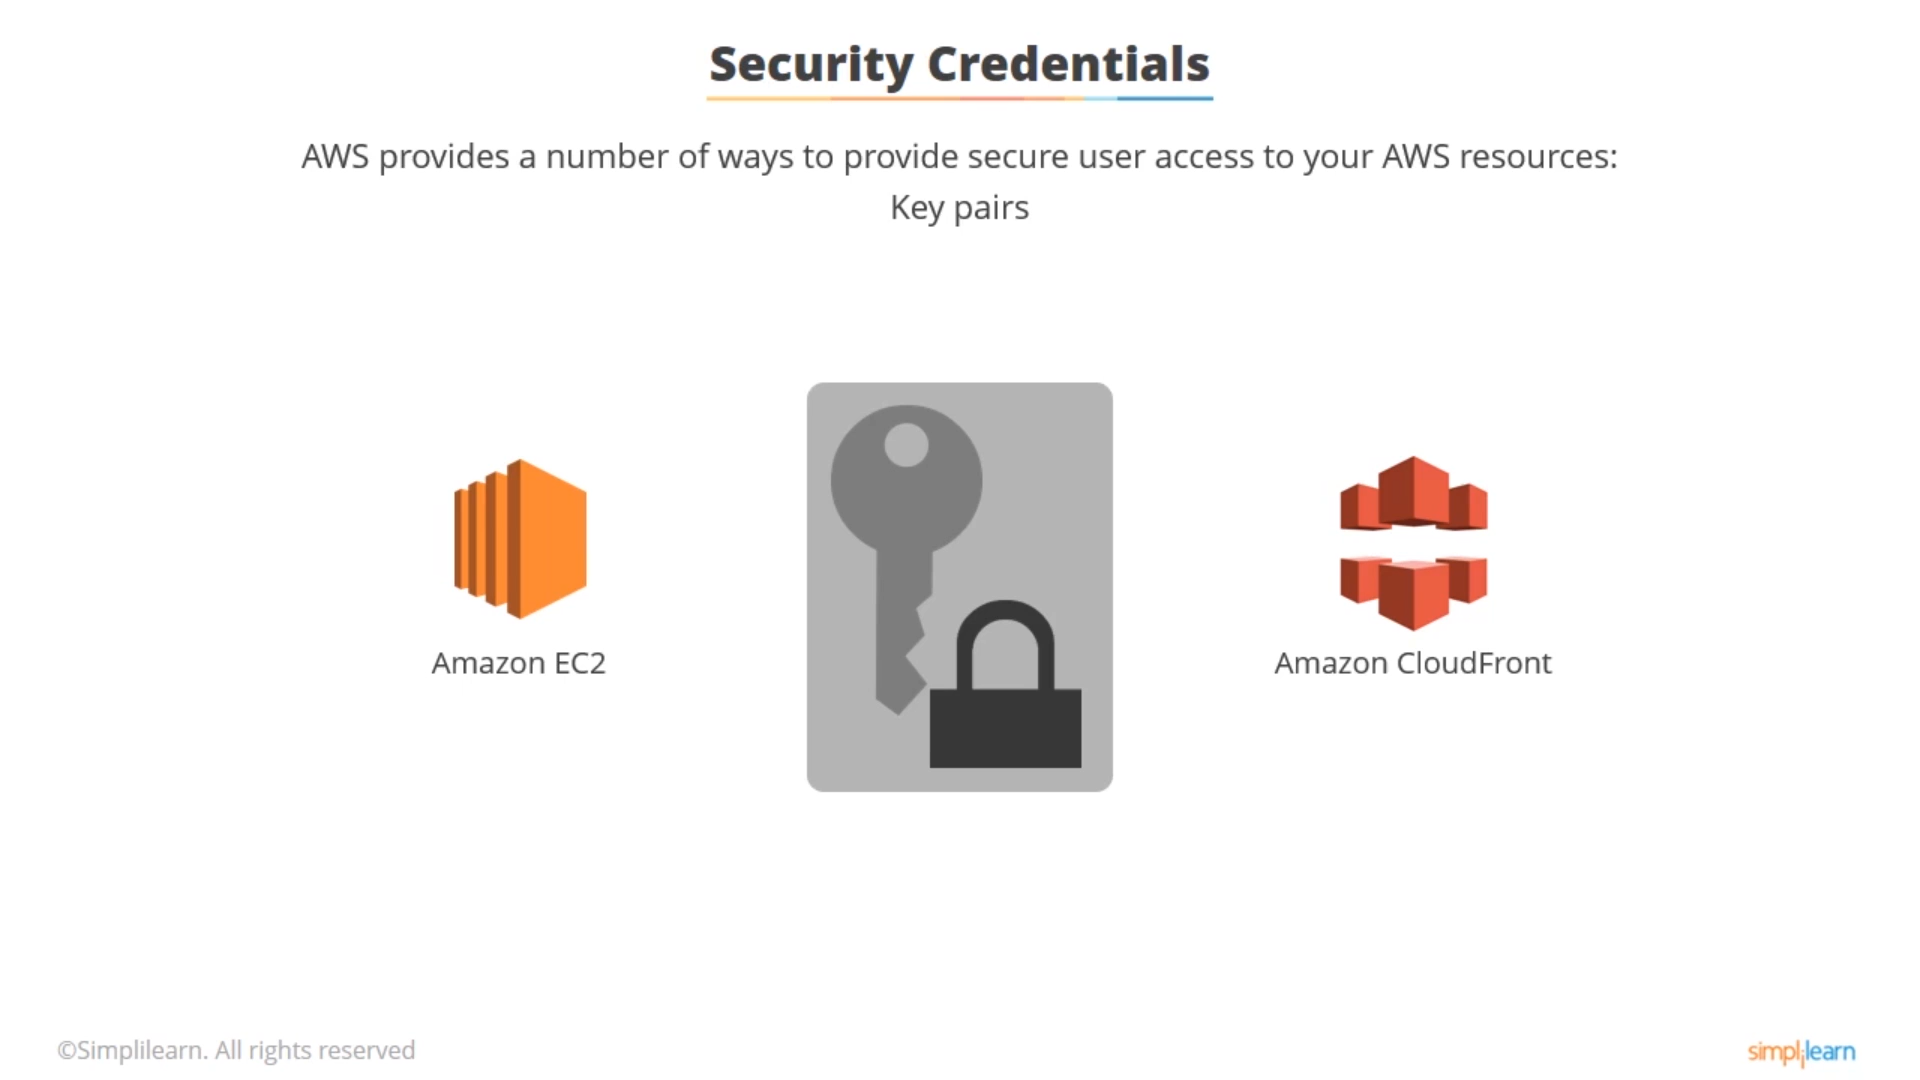 Security Credentials
AWS provides a number of ways to provide secure user access to your AWS resources:
Key pairs
Amazon EC2
Amazon CloudFront
©Simplilearn. All rights reserved
simplilearn